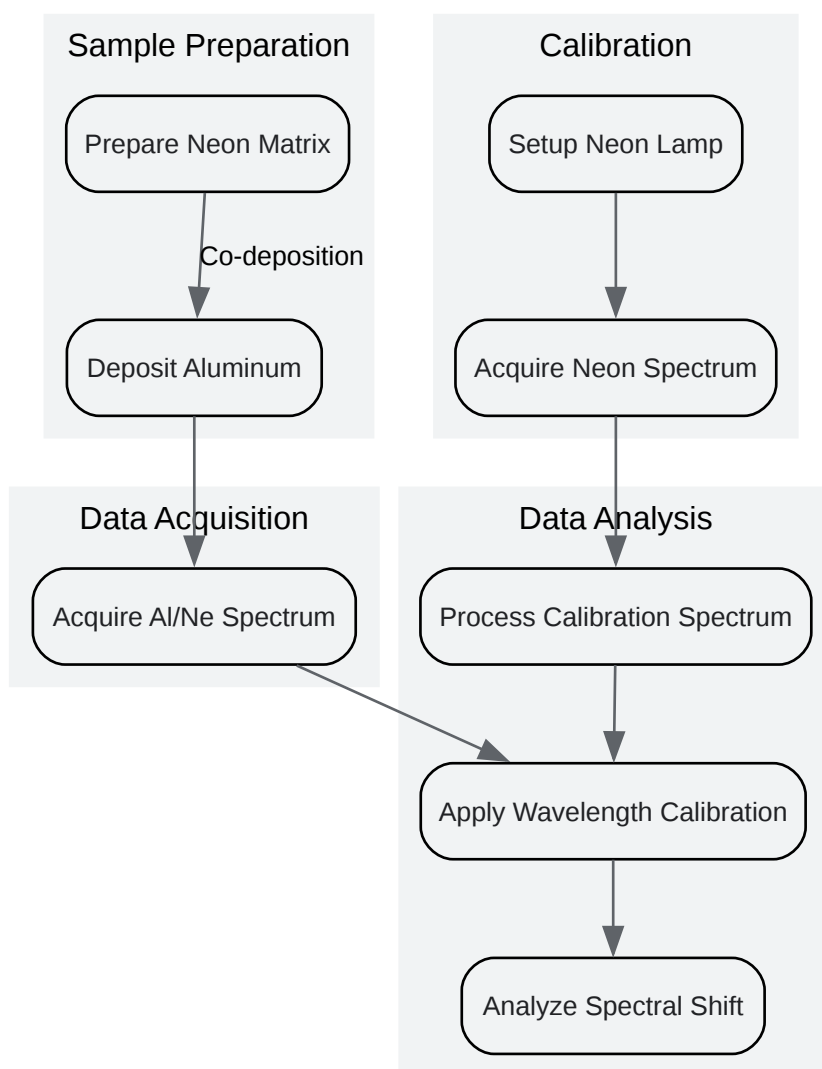 Sample Preparation
Prepare Neon Matrix
Co-deposition
Deposit Aluminum
Calibration
Setup Neon Lamp
Acquire Neon Spectrum
Data Acquisition
Acquire Al/Ne Spectrum
Data Analysis
Process Calibration Spectrum
Apply Wavelength Calibration
Analyze Spectral Shift